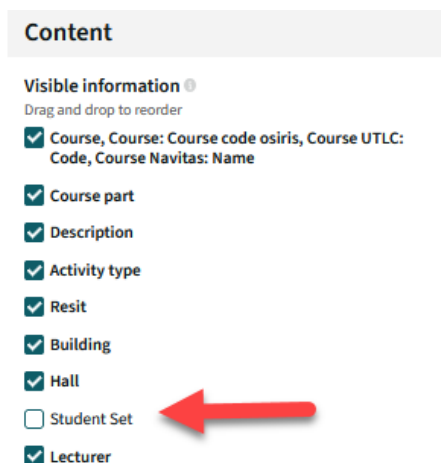 Content
Visible information
Drag and drop to reorder
Course, Course: Course code osiris, Course UTLC:
Code, Course Navitas: Name
Course part
Description
Activity type
Resit
Building
Hall
Student Set
Lecturer